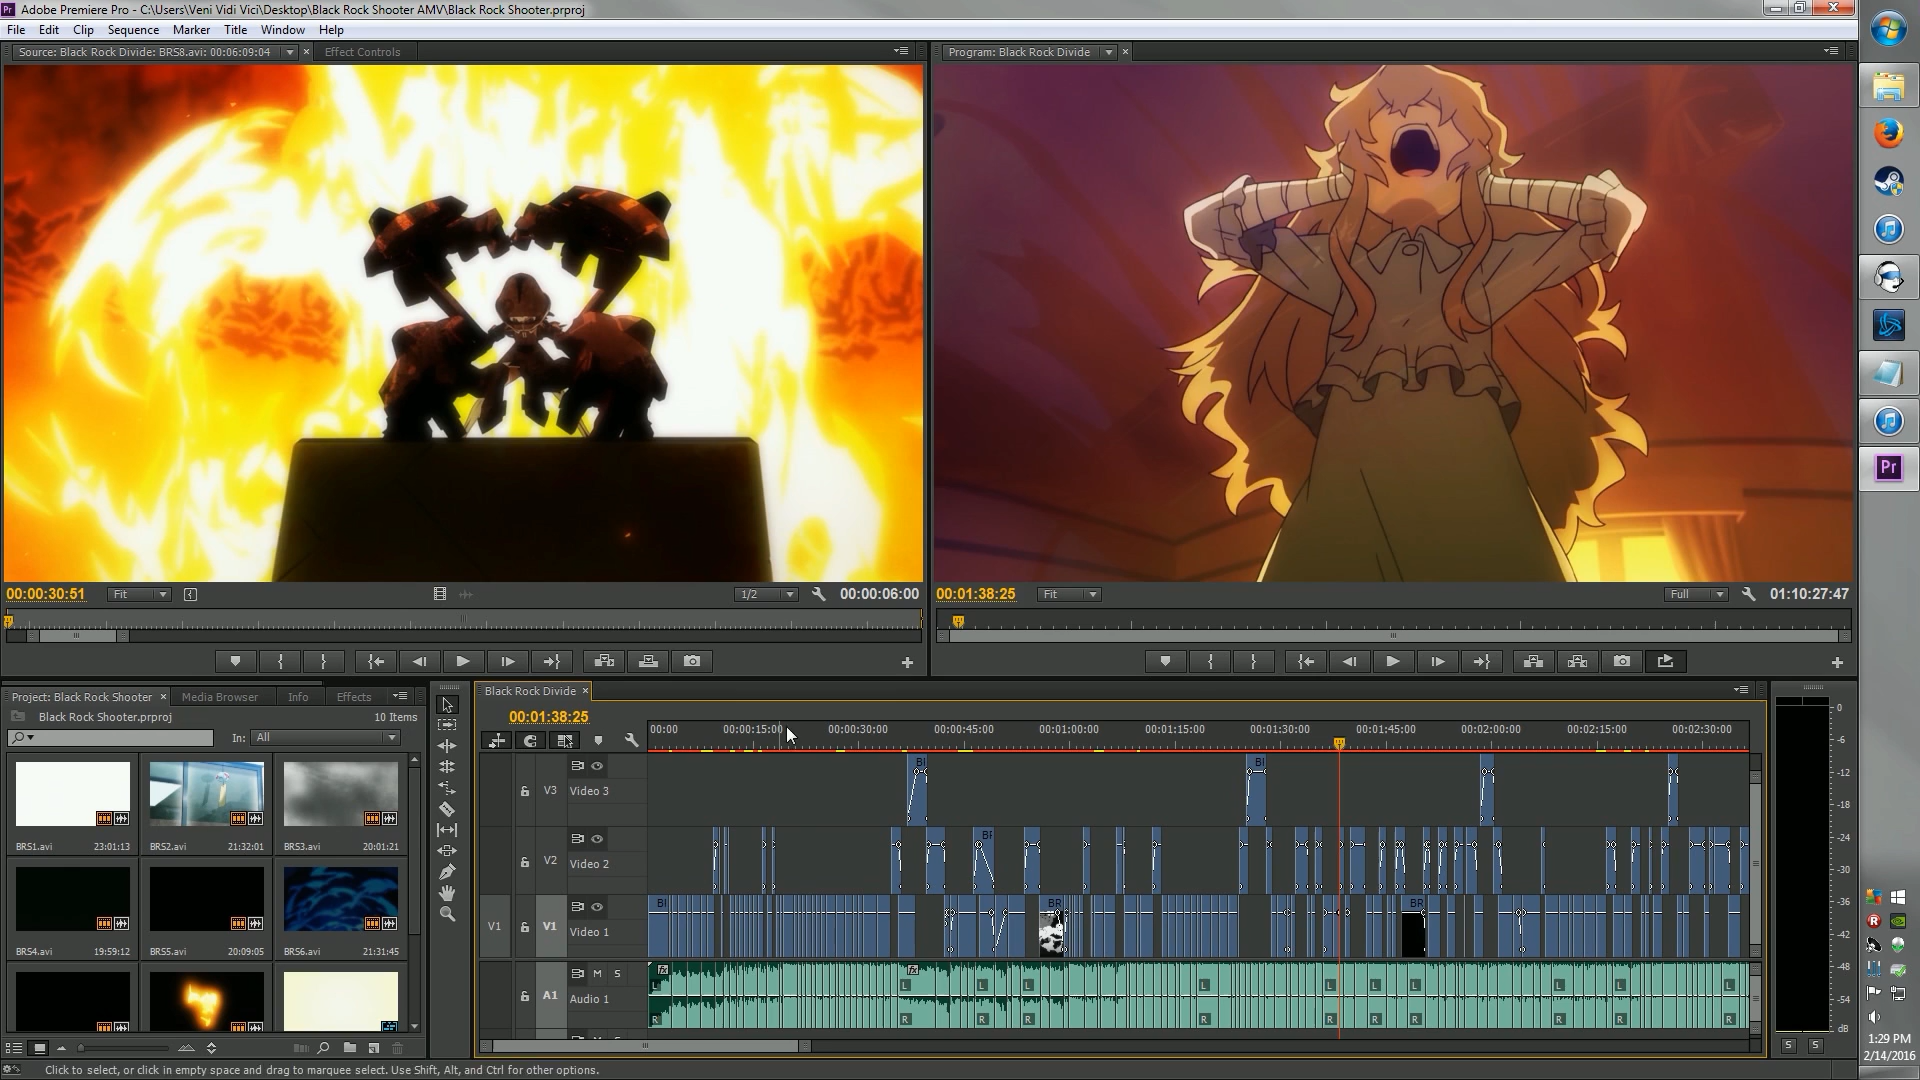 Pr Adobe Premiere Pro - C:\Users\Veni Vidi Vici\Desktop\Black Rock Shooter AMV\Black Rock Shooter.prproj
File Edit Clip Sequence Marker Title Window Help
Source: Black Rock Divide: BRS8.avi: 00:06:09:04 × Effect Controls
Program: Black Rock Divide ×
00:00:30:51 Fit 1/2 00:00:06:00
00:01:38:25 Fit Full 01:10:27:47
Project: Black Rock Shooter × Media Browser Info Effects
Black Rock Shooter.prproj 10 Items
In: All
BRS1.avi 23:01:13
BRS2.avi 21:32:01
BRS3.avi 20:01:21
BRS4.avi 19:59:12
BRS5.avi 20:09:05
BRS6.avi 21:31:45
Black Rock Divide ×
00:01:38:25
00:00 00:00:15:00 00:00:30:00 00:00:45:00 00:01:00:00 00:01:15:00 00:01:30:00 00:01:45:00 00:02:00:00 00:02:15:00 00:02:30:00
V3 Video 3
V2 Video 2
V1 V1 Video 1
BR BR
M S
A1 Audio 1
fx fx
L L L L L L L L L L L
R R R R R R R R R R R
0
-6
-12
-18
-24
-30
-36
-42
-48
-54
dB
S S
Pr
1:29 PM
2/14/2016
Click to select, or click in empty space and drag to marquee select. Use Shift, Alt, and Ctrl for other options.